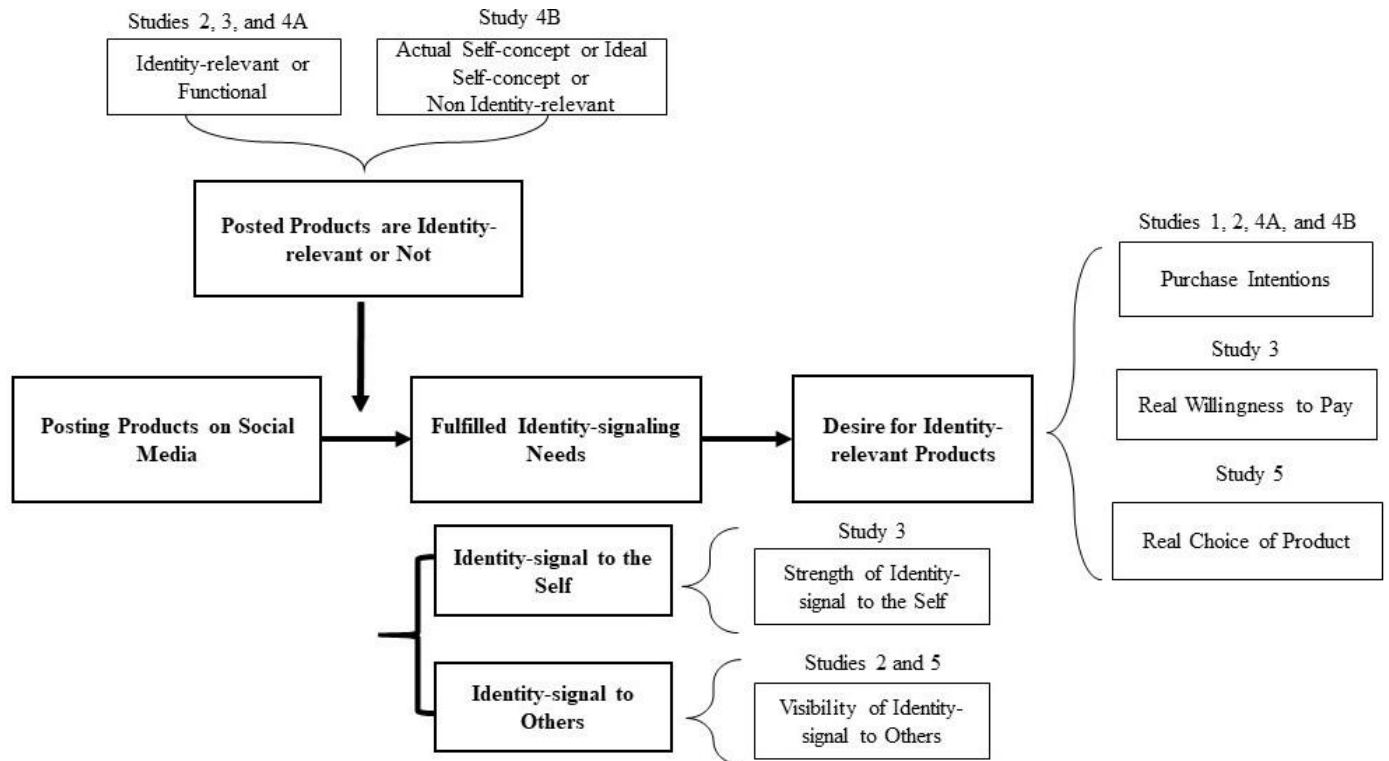 Studies 2, 3, and 4A
Identity-relevant or
Functional
Study 4B
Actual Self-concept or Ideal
Self-concept or
Non Identity-relevant
Posted Products are Identity-
relevant or Not
Posting Products on Social
Media
Fulfilled Identity-signaling
Needs
Desire for Identity-
relevant Products
Studies 1, 2, 4A, and 4B
Purchase Intentions
Study 3
Real Willingness to Pay
Study 5
Real Choice of Product
Identity-signal to the
Self
Study 3
Strength of Identity-
signal to the Self
Identity-signal to
Others
Studies 2 and 5
Visibility of Identity-
signal to Others